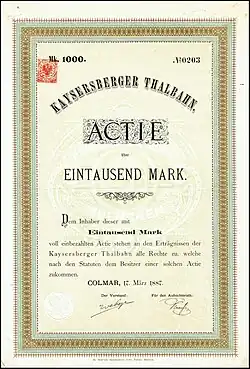 Mk. 1000.
№0203
KAYSERSBERGER THALBAHN.
ACTIE
über
EINTAUSEND MARK.
Dem Inhaber dieser mit
Eintausend Mark
voll einbezahlten Actie stehen an den Erträgnissen der
Kaysersberger Thalbahn alle Rechte zu, welche
nach den Statuten dem Besitzer einer solchen Actie
zukommen.
COLMAR, 17. März 1887.
Der Vorstand:
Für den Aufsichtsrath: